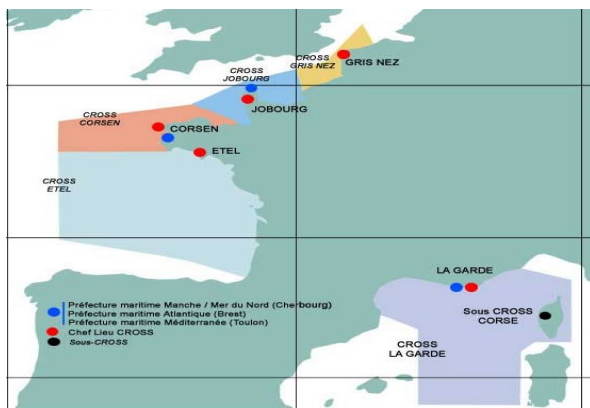 CROSS
GRIS NEZ
GRIS NEZ
CROSS
JOBOURG
JOBOURG
CROSS
CORSEN
CORSEN
ETEL
CROSS
ETEL
LA GARDE
Sous CROSS
CORSE
CROSS
LA GARDE
Préfecture maritime Manche / Mer du Nord (Cherbourg)
Préfecture maritime Atlantique (Brest)
Préfecture maritime Méditerranée (Toulon)
Chef Lieu CROSS
Sous-CROSS